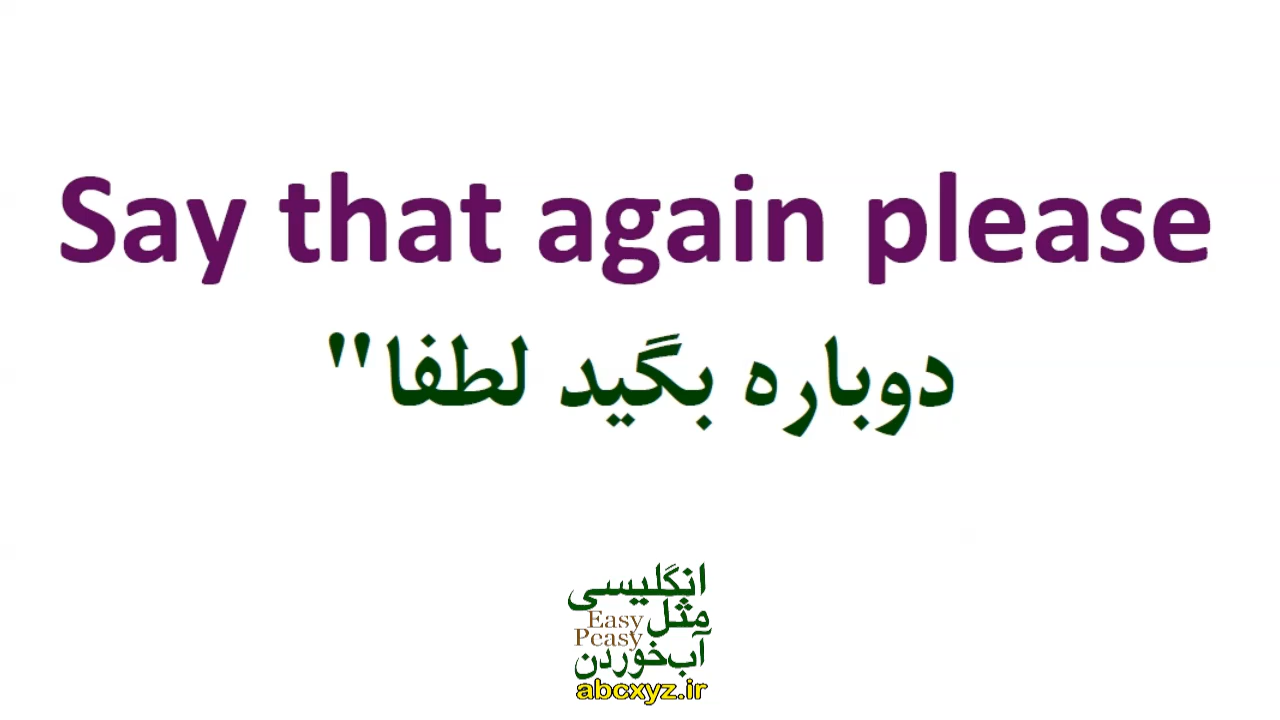 Say that again please
دوباره بگید لطفا"
انگلیسی
مثل
Easy
Peasy
آب‌خوردن
abcxyz.ir